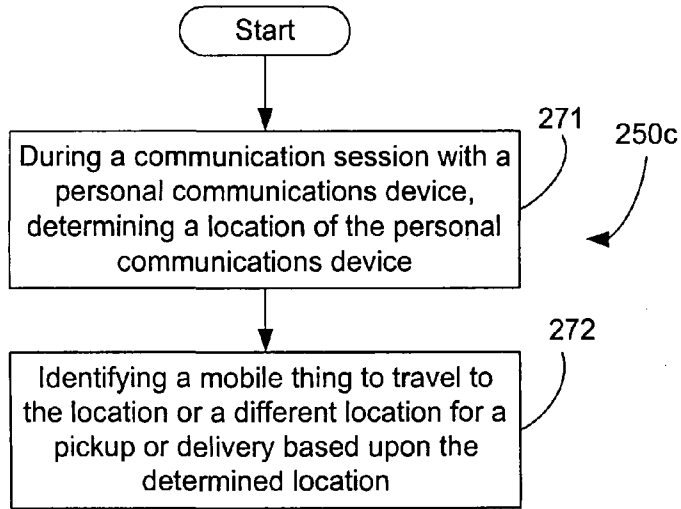 Start
271
250c
During a communication session with a
personal communications device,
determining a location of the personal
communications device
272
Identifying a mobile thing to travel to
the location or a different location for a
pickup or delivery based upon the
determined location